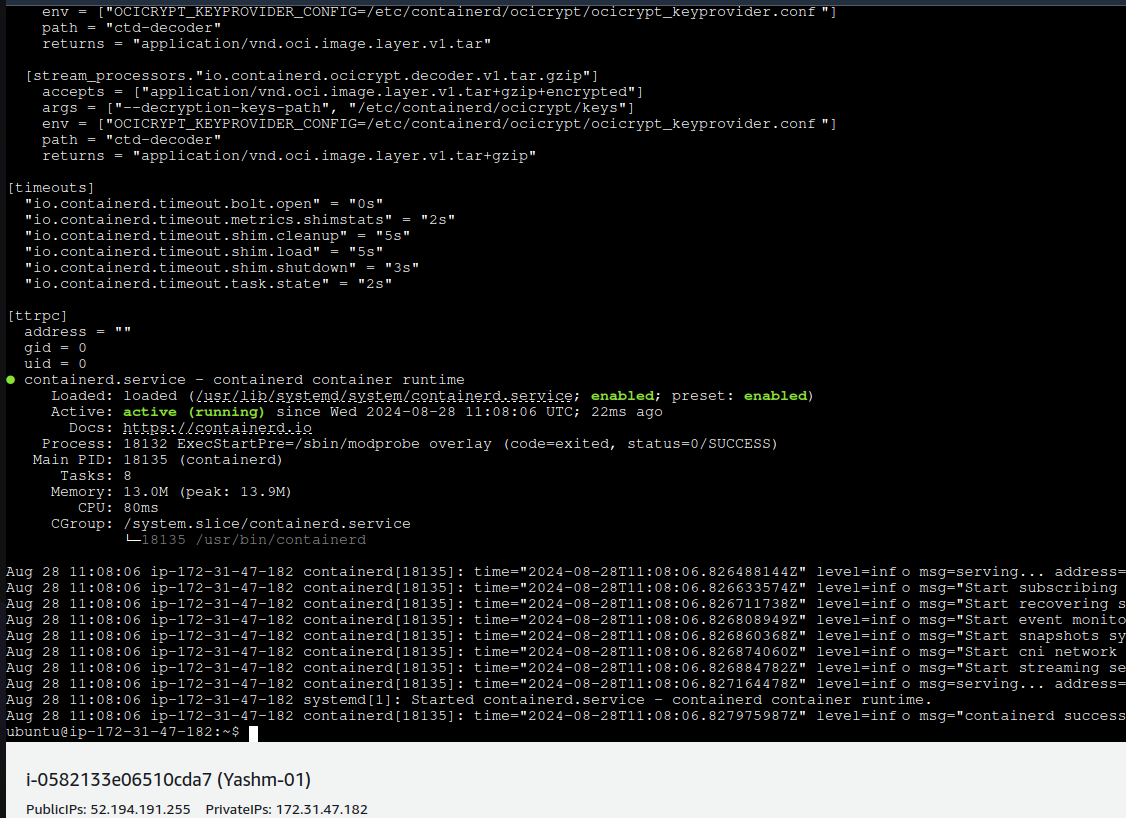 env = ["OCICRYPT_KEYPROVIDER_CONFIG=/etc/containerd/ocicrypt/ocicrypt_keyprovider.conf"]
path = "ctd-decoder"
returns = "application/vnd.oci.image.layer.v1.tar"
[stream_processors."io.containerd.ocicrypt.decoder.v1.tar.gzip"]
accepts = ["application/vnd.oci.image.layer.v1.tar+gzip+encrypted"]
args = ["--decryption-keys-path", "/etc/containerd/ocicrypt/keys"]
env = ["OCICRYPT_KEYPROVIDER_CONFIG=/etc/containerd/ocicrypt/ocicrypt_keyprovider.conf"]
path = "ctd-decoder"
returns = "application/vnd.oci.image.layer.v1.tar+gzip"
[timeouts]
"io.containerd.timeout.bolt.open" = "0s"
"io.containerd.timeout.metrics.shimstats" = "2s"
"io.containerd.timeout.shim.cleanup" = "5s"
"io.containerd.timeout.shim.load" = "5s"
"io.containerd.timeout.shim.shutdown" = "3s"
"io.containerd.timeout.task.state" = "2s"
[ttrpc]
address = ""
gid = 0
uid = 0
● containerd.service - containerd container runtime
Loaded: loaded (/usr/lib/systemd/system/containerd.service; enabled; preset: enabled)
Active: active (running) since Wed 2024-08-28 11:08:06 UTC; 22ms ago
Docs: https://containerd.io
Process: 18132 ExecStartPre=/sbin/modprobe overlay (code=exited, status=0/SUCCESS)
Main PID: 18135 (containerd)
Tasks: 8
Memory: 13.0M (peak: 13.9M)
CPU: 80ms
CGroup: /system.slice/containerd.service
└─18135 /usr/bin/containerd
Aug 28 11:08:06 ip-172-31-47-182 containerd[18135]: time="2024-08-28T11:08:06.826488144Z" level=info msg=serving... address=
Aug 28 11:08:06 ip-172-31-47-182 containerd[18135]: time="2024-08-28T11:08:06.826633574Z" level=info msg="Start subscribing
Aug 28 11:08:06 ip-172-31-47-182 containerd[18135]: time="2024-08-28T11:08:06.826711738Z" level=info msg="Start recovering s
Aug 28 11:08:06 ip-172-31-47-182 containerd[18135]: time="2024-08-28T11:08:06.826808949Z" level=info msg="Start event monito
Aug 28 11:08:06 ip-172-31-47-182 containerd[18135]: time="2024-08-28T11:08:06.826860368Z" level=info msg="Start snapshots sy
Aug 28 11:08:06 ip-172-31-47-182 containerd[18135]: time="2024-08-28T11:08:06.826874060Z" level=info msg="Start cni network
Aug 28 11:08:06 ip-172-31-47-182 containerd[18135]: time="2024-08-28T11:08:06.826884782Z" level=info msg="Start streaming se
Aug 28 11:08:06 ip-172-31-47-182 containerd[18135]: time="2024-08-28T11:08:06.827164478Z" level=info msg=serving... address=
Aug 28 11:08:06 ip-172-31-47-182 systemd[1]: Started containerd.service - containerd container runtime.
Aug 28 11:08:06 ip-172-31-47-182 containerd[18135]: time="2024-08-28T11:08:06.827975987Z" level=info msg="containerd success
ubuntu@ip-172-31-47-182:~$
i-0582133e06510cda7 (Yashm-01)
PublicIPs: 52.194.191.255 PrivateIPs: 172.31.47.182